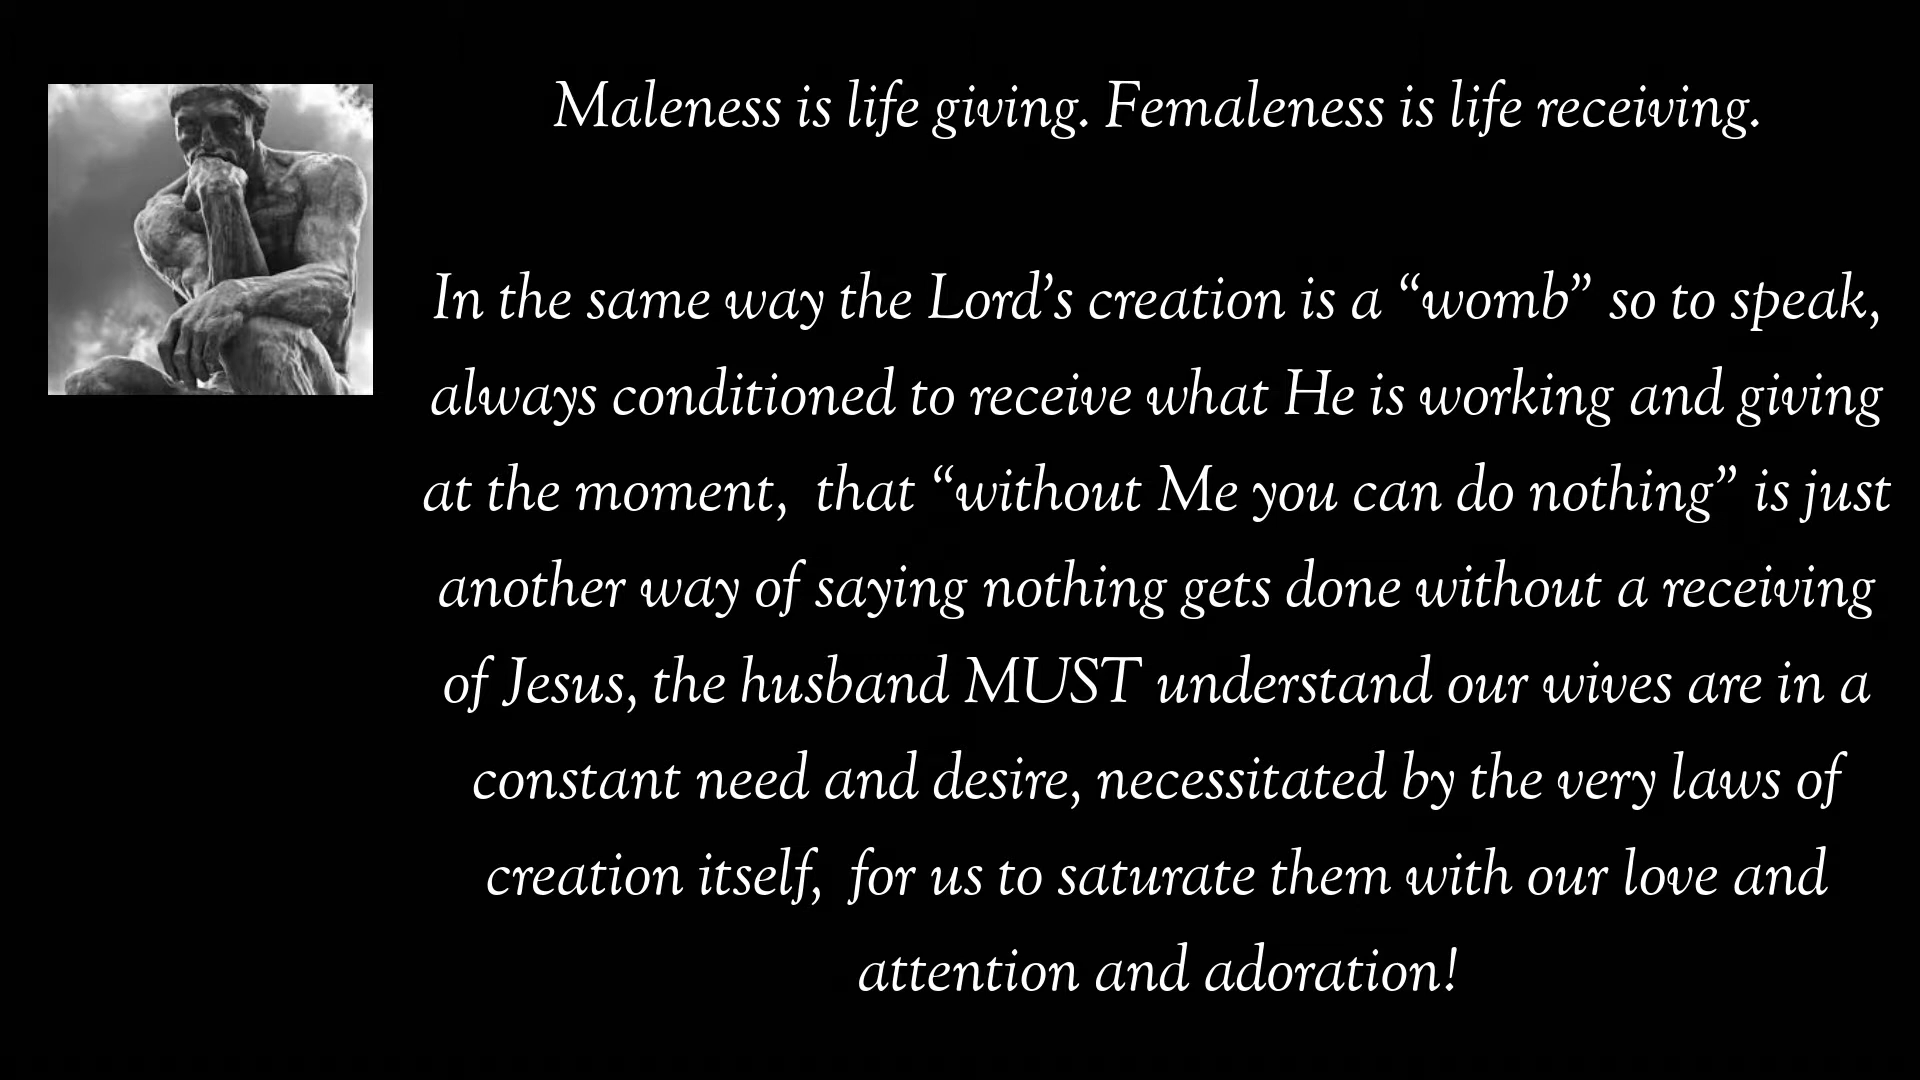 Maleness is life giving. Femaleness is life receiving.
In the same way the Lord’s creation is a “womb” so to speak,
always conditioned to receive what He is working and giving
at the moment,  that “without Me you can do nothing” is just
another way of saying nothing gets done without a receiving
of Jesus, the husband MUST understand our wives are in a
constant need and desire, necessitated by the very laws of
creation itself,  for us to saturate them with our love and
attention and adoration!